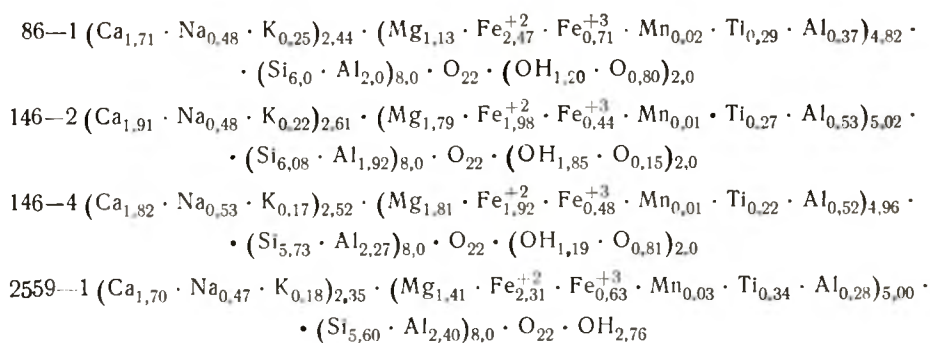 86—1 (Ca₁,₇₁ · Na₀,₄₈ · K₀,₂₅)₂,₄₄ · (Mg₁,₁₃ · Fe⁺²₂,₄₇ · Fe⁺³₀,₇₁ · Mn₀,₀₂ · Ti₀,₂₉ · Al₀,₃₇)₄,₈₂ ·
· (Si₆,₀ · Al₂,₀)₈,₀ · O₂₂ · (OH₁,₂₀ · O₀,₈₀)₂,₀
146—2 (Ca₁,₉₁ · Na₀,₄₈ · K₀,₂₂)₂,₆₁ · (Mg₁,₇₉ · Fe⁺²₁,₉₈ · Fe⁺³₀,₄₄ · Mn₀,₀₁ · Ti₀,₂₇ · Al₀,₅₃)₅,₀₂ ·
· (Si₆,₀₈ · Al₁,₉₂)₈,₀ · O₂₂ · (OH₁,₈₅ · O₀,₁₅)₂,₀
146—4 (Ca₁,₈₂ · Na₀,₅₃ · K₀,₁₇)₂,₅₂ · (Mg₁,₈₁ · Fe⁺²₁,₉₂ · Fe⁺³₀,₄₈ · Mn₀,₀₁ · Ti₀,₂₂ · Al₀,₅₂)₄,₉₆ ·
· (Si₅,₇₃ · Al₂,₂₇)₈,₀ · O₂₂ · (OH₁,₁₉ · O₀,₈₁)₂,₀
2559—1 (Ca₁,₇₀ · Na₀,₄₇ · K₀,₁₈)₂,₃₅ · (Mg₁,₄₁ · Fe⁺²₂,₃₁ · Fe⁺³₀,₆₃ · Mn₀,₀₃ · Ti₀,₃₄ · Al₀,₂₈)₅,₀₀ ·
· (Si₅,₆₀ · Al₂,₄₀)₈,₀ · O₂₂ · OH₂,₇₆